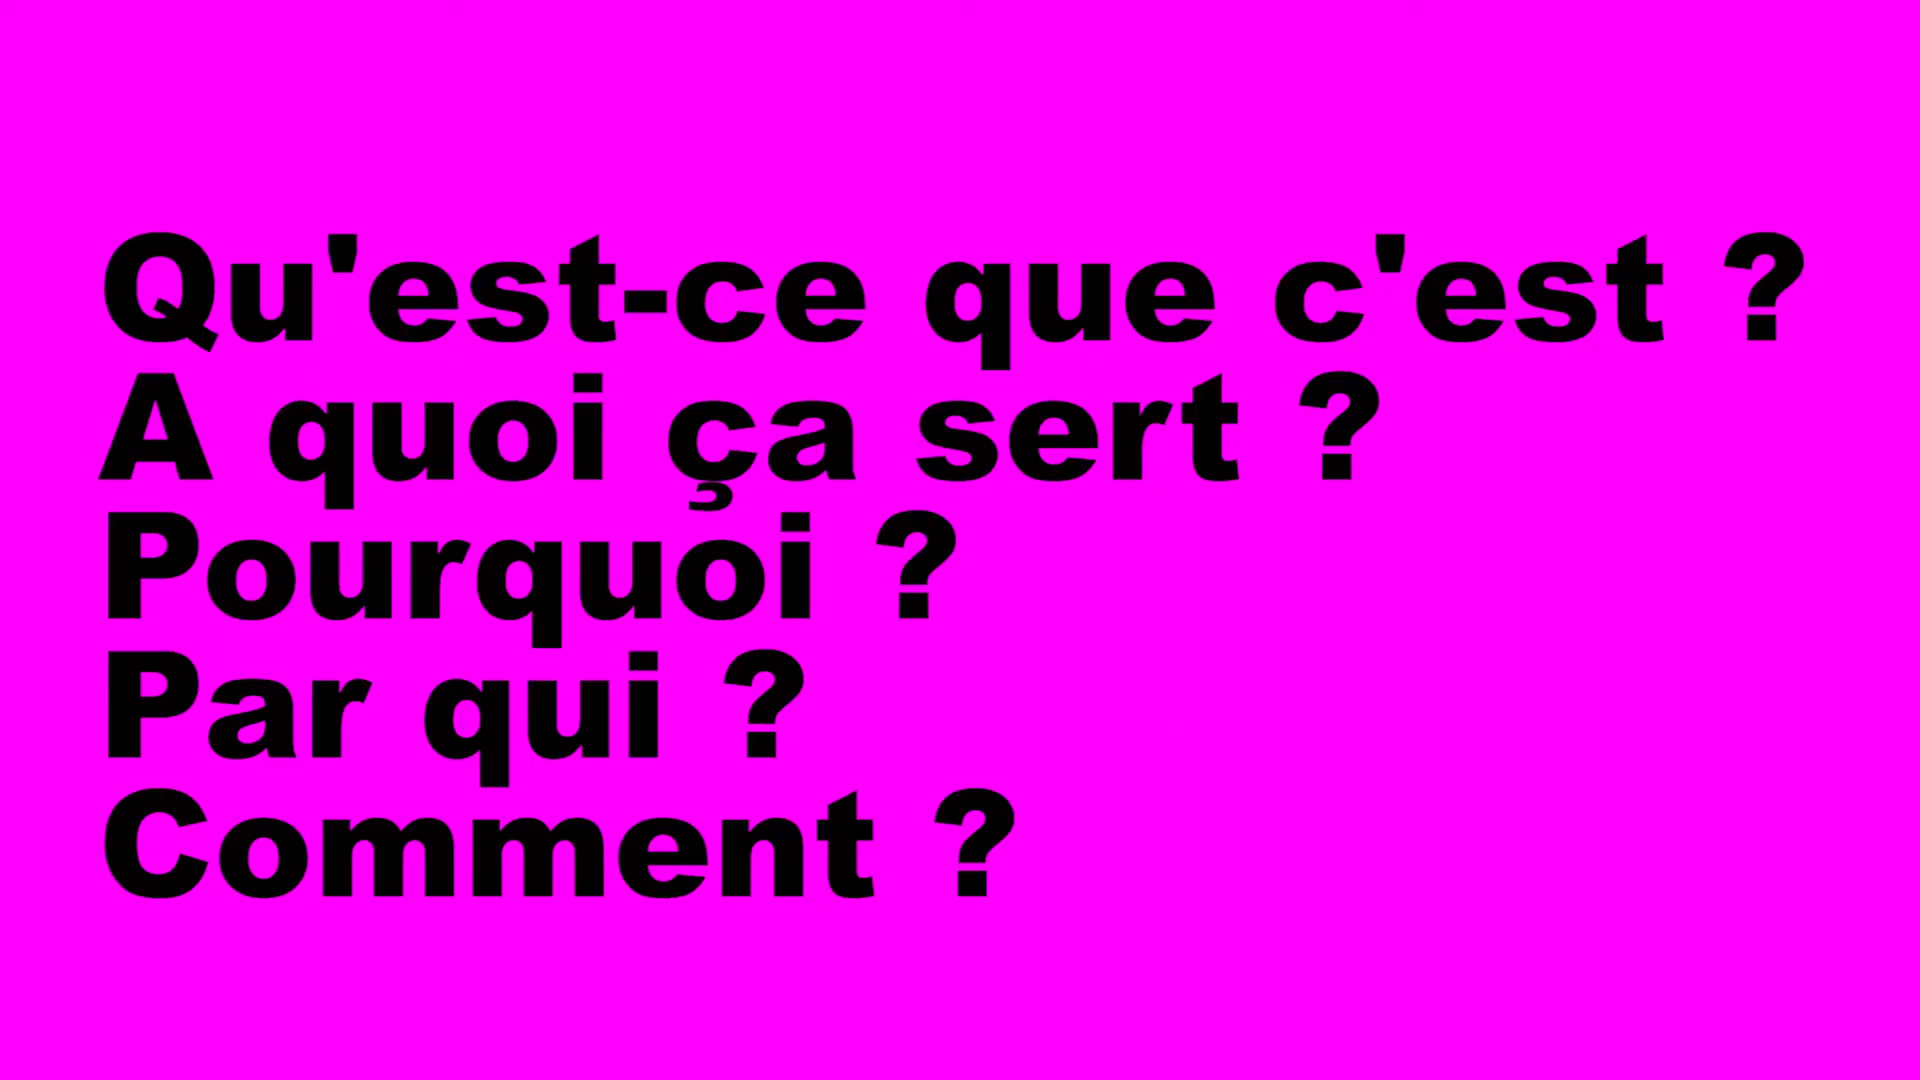 Qu'est-ce que c'est ?
A quoi ça sert ?
Pourquoi ?
Par qui ?
Comment ?